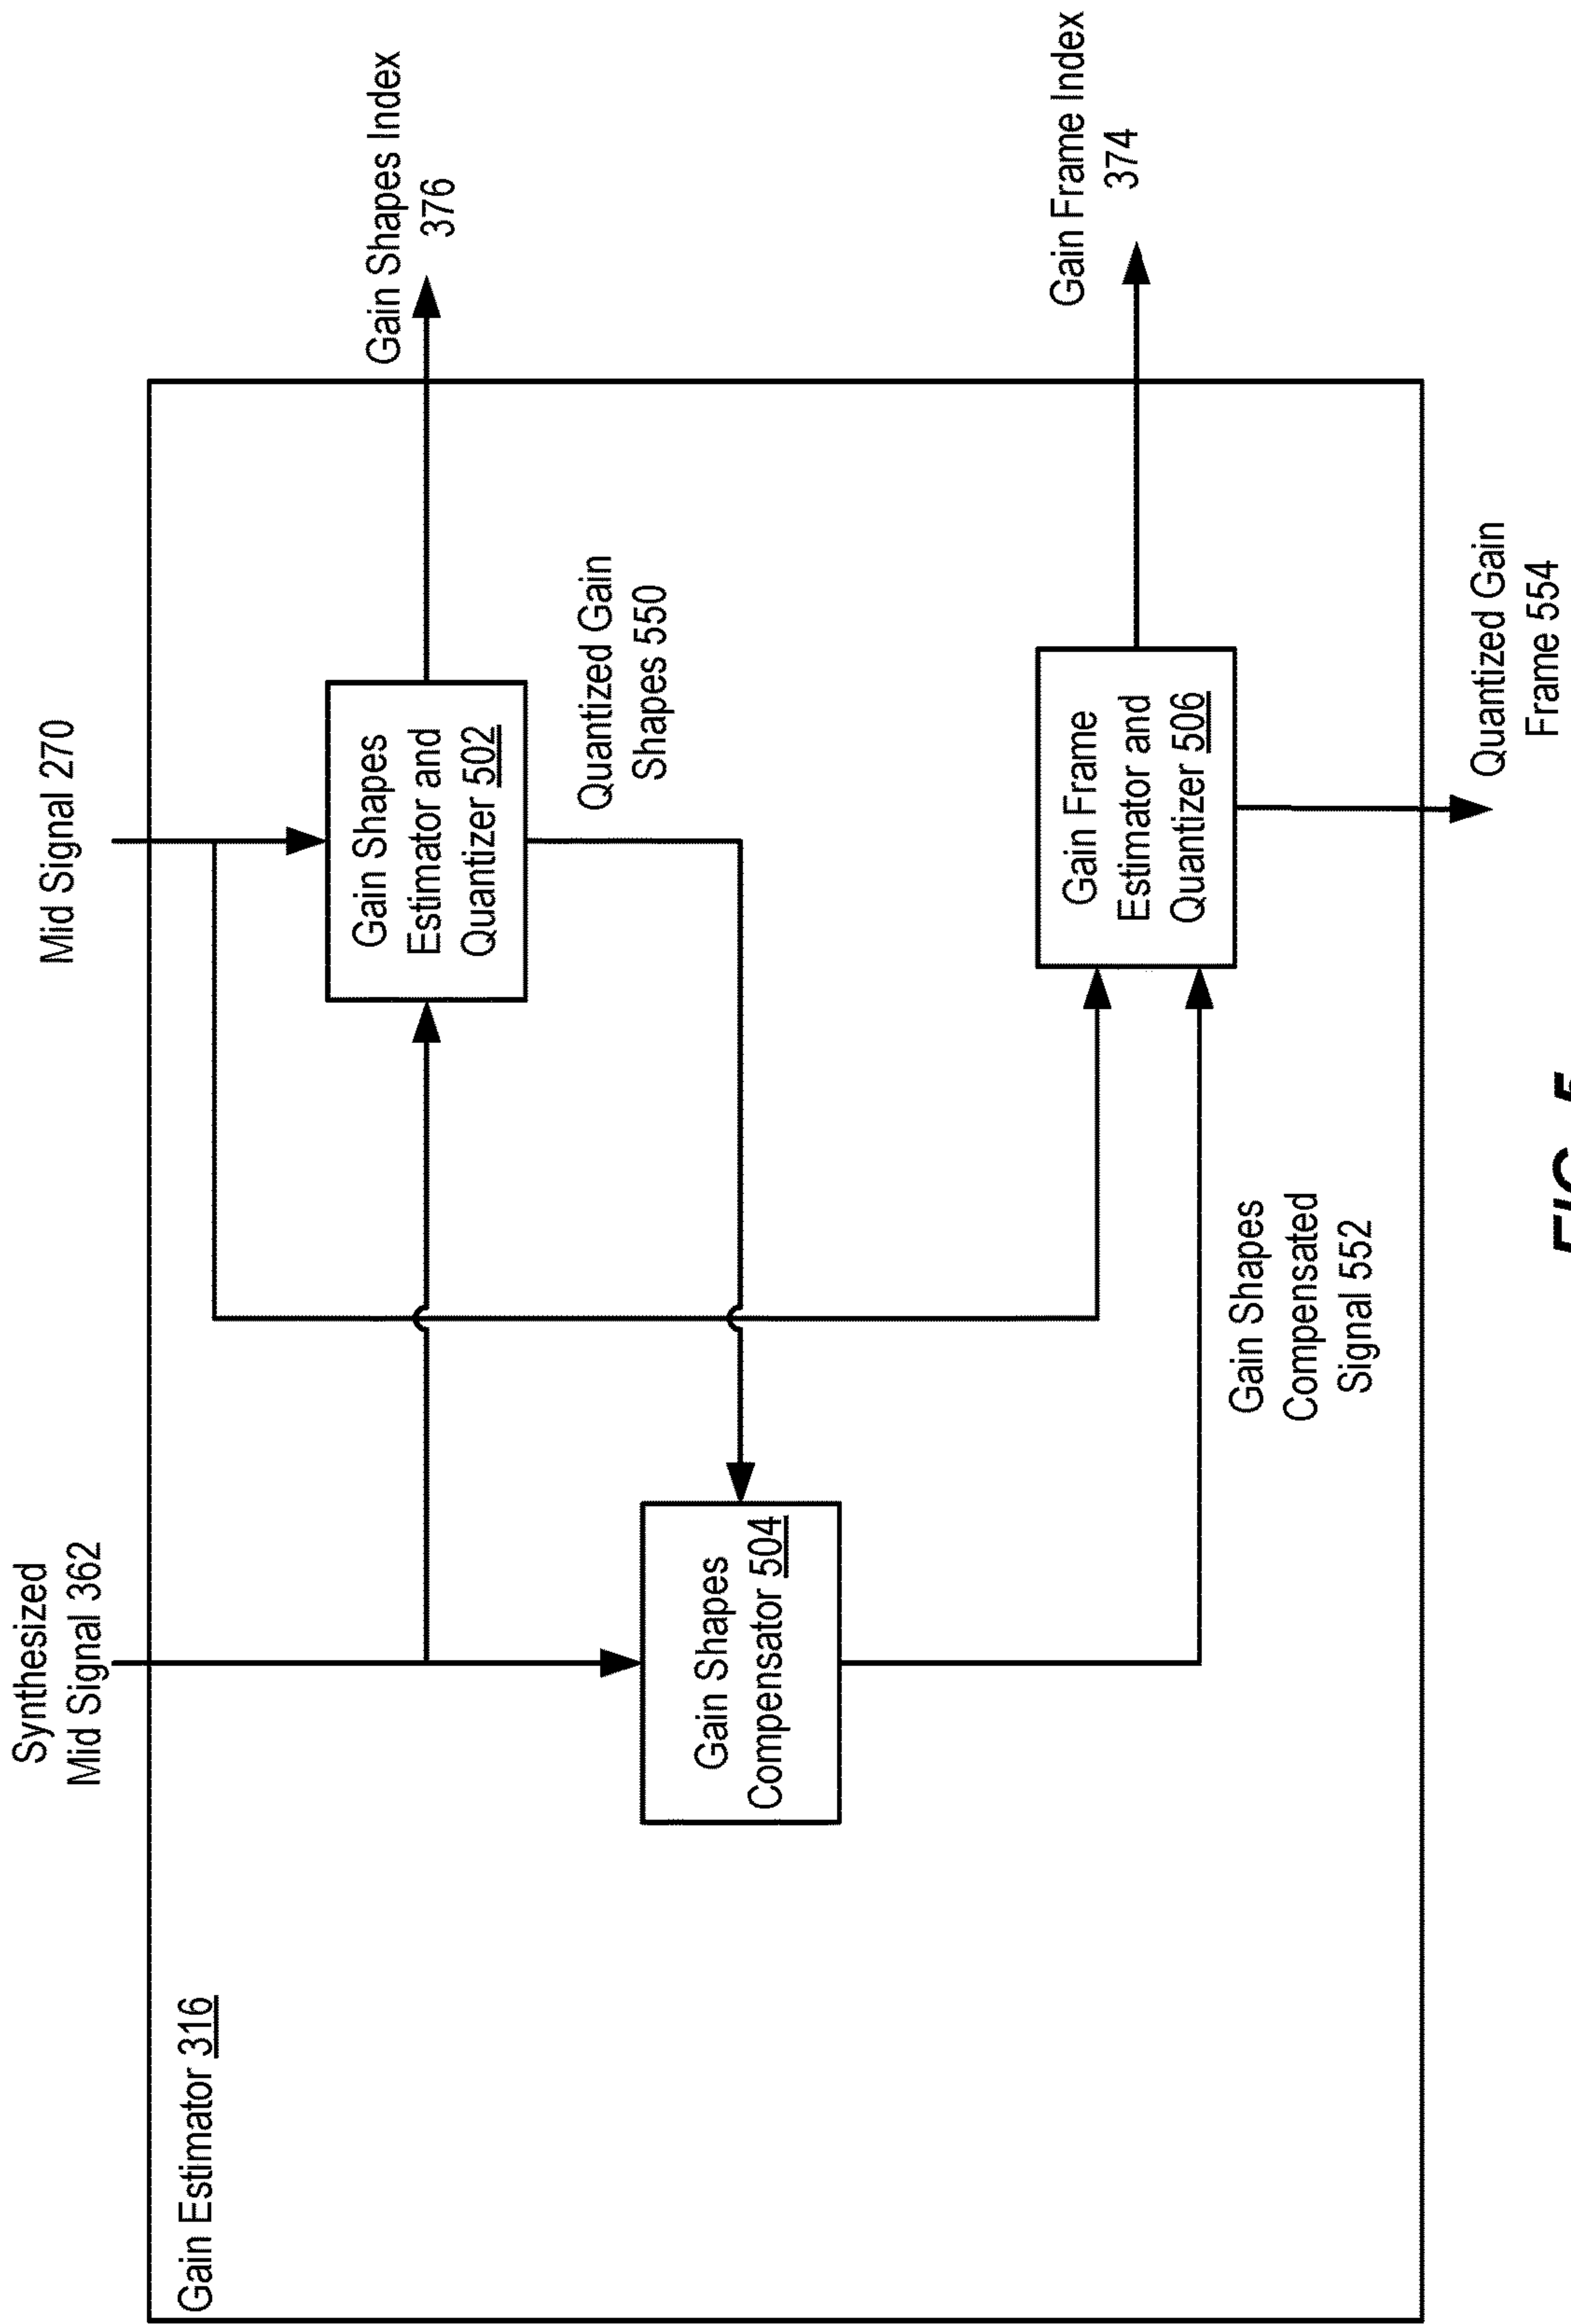 Synthesized
Mid Signal 362
Mid Signal 270
Gain Estimator 316
Gain Shapes
Estimator and
Quantizer 502
Gain Shapes Index
376
Quantized Gain
Shapes 550
Gain Shapes
Compensator 504
Gain Frame
Estimator and
Quantizer 506
Gain Frame Index
374
Gain Shapes
Compensated
Signal 552
Quantized Gain
Frame 554
FIG. 5